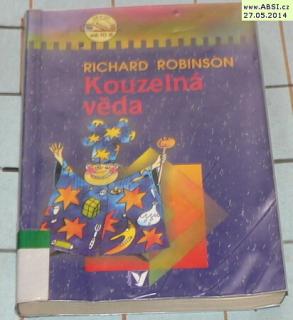 www.ABSI.cz
27.05.2014
RICHARD ROBINSON
Kouzelná
věda